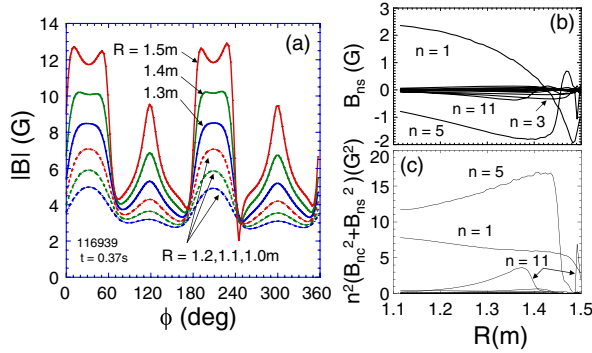 (a)
|B| (G)
14
12
10
8
6
4
2
0
R = 1.5m
1.4m
1.3m
116939
t = 0.37s
R = 1.2,1.1,1.0m
0 60 120 180 240 300 360
ϕ (deg)
(b)
B_ns (G)
3
2
1
0
-1
-2
n = 1
n = 11
n = 3
n = 5
(c)
n²(B_nc² + B_ns²)(G²)
20
15
10
5
0
n = 5
n = 1
n = 11
1.1 1.2 1.3 1.4 1.5
R(m)